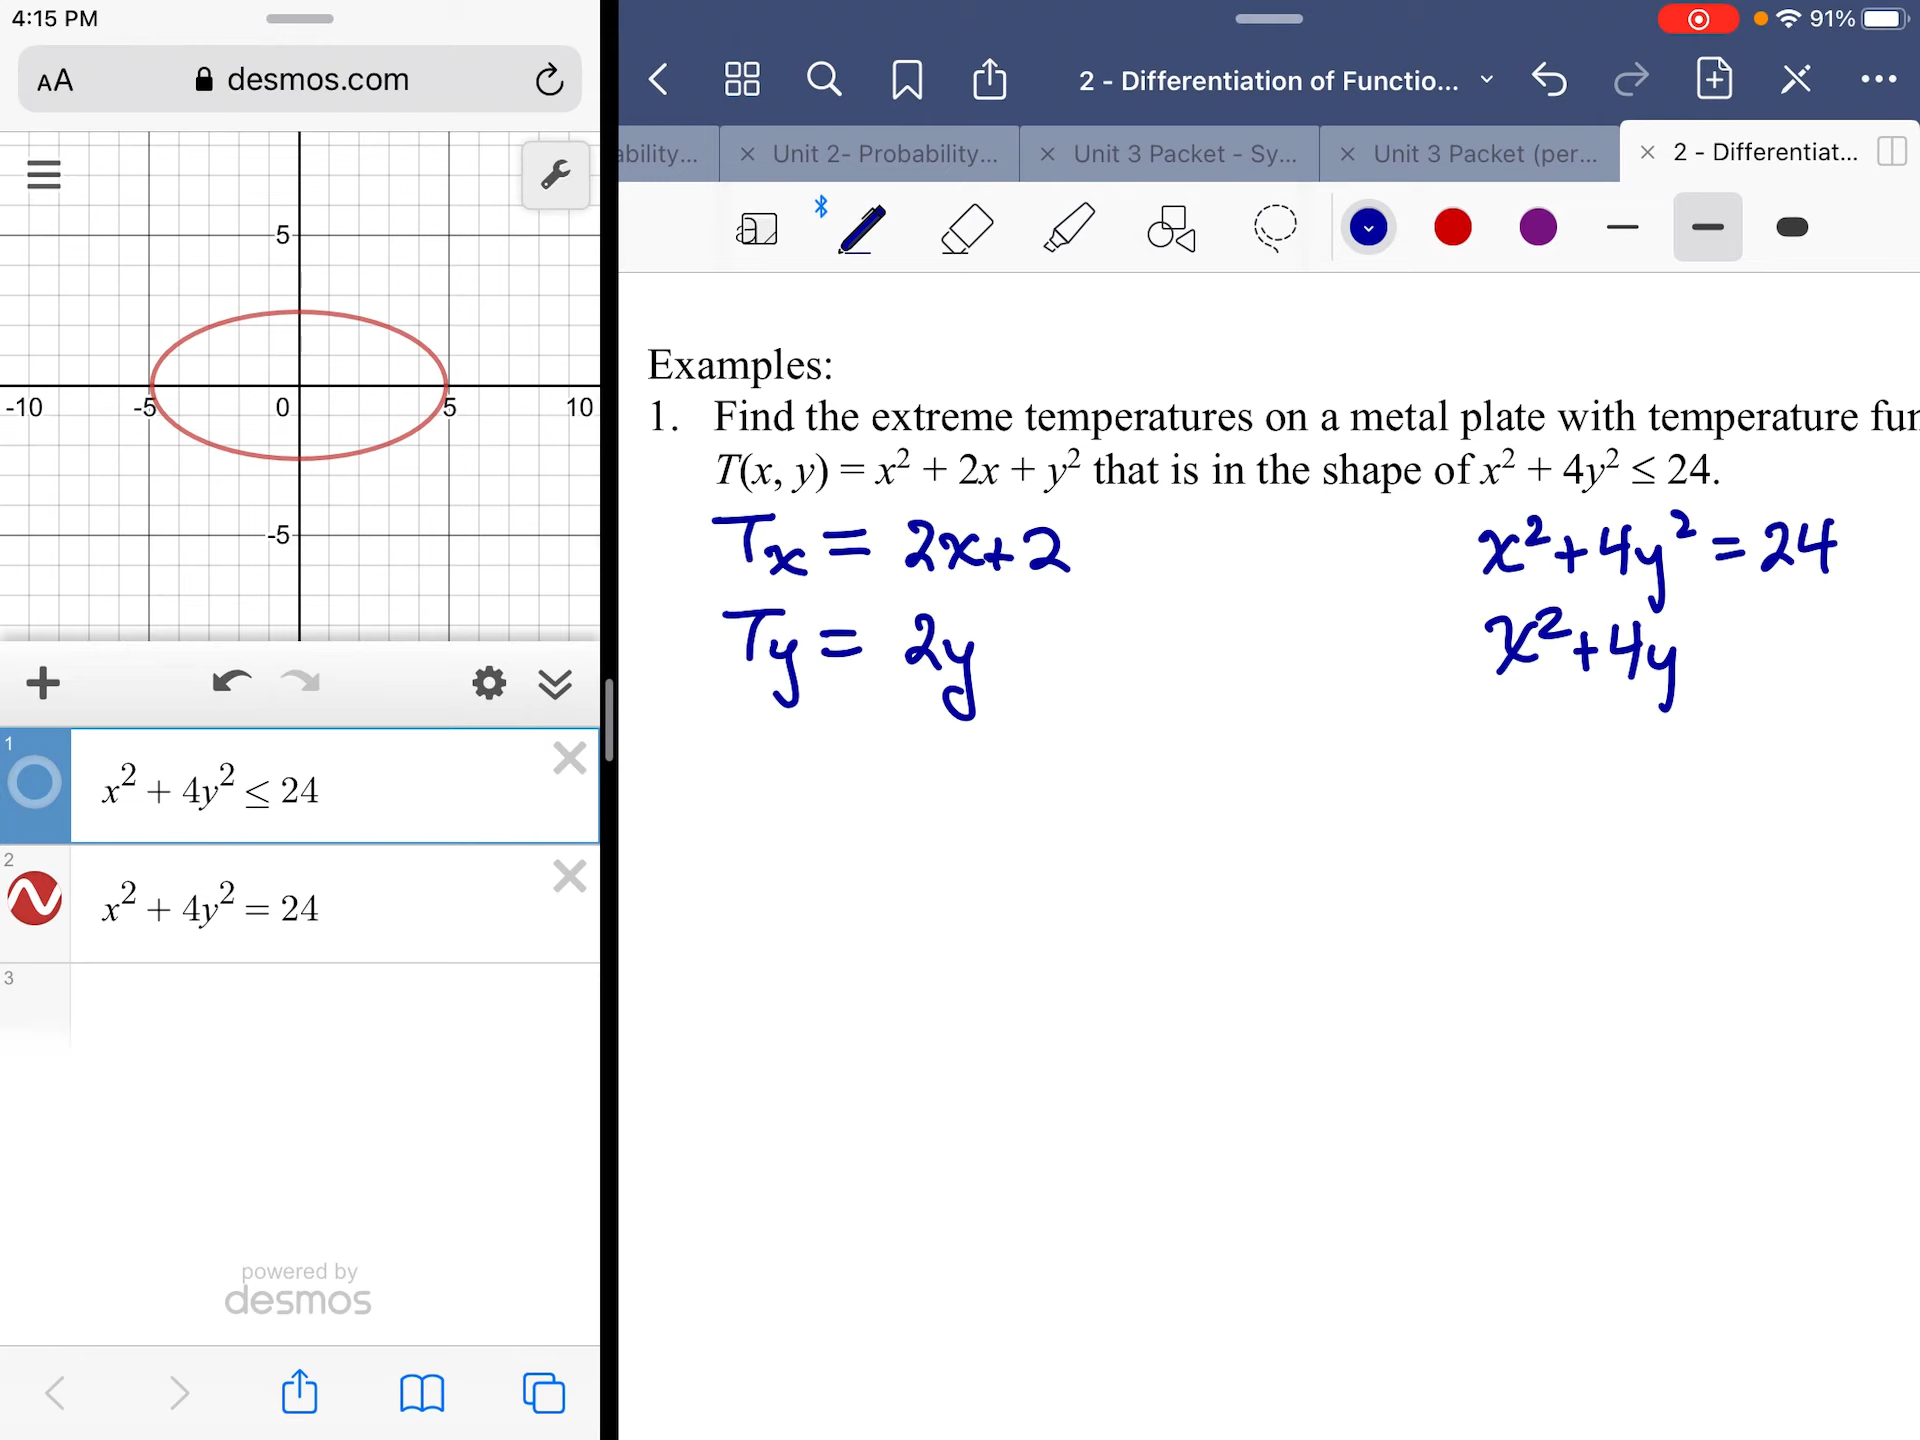 4:15 PM
91%
AA desmos.com
2 - Differentiation of Functio...
ability...
Unit 2- Probability...
Unit 3 Packet - Sy...
Unit 3 Packet (per...
2 - Differentiat...
5
-10 -5 0 5 10
-5
1
x² + 4y² ≤ 24
2
x² + 4y² = 24
3
powered by
desmos
Examples:
1. Find the extreme temperatures on a metal plate with temperature fun
T(x, y) = x² + 2x + y² that is in the shape of x² + 4y² ≤ 24.
Tx = 2x+2
x²+4y² = 24
Ty = 2y
x²+4y